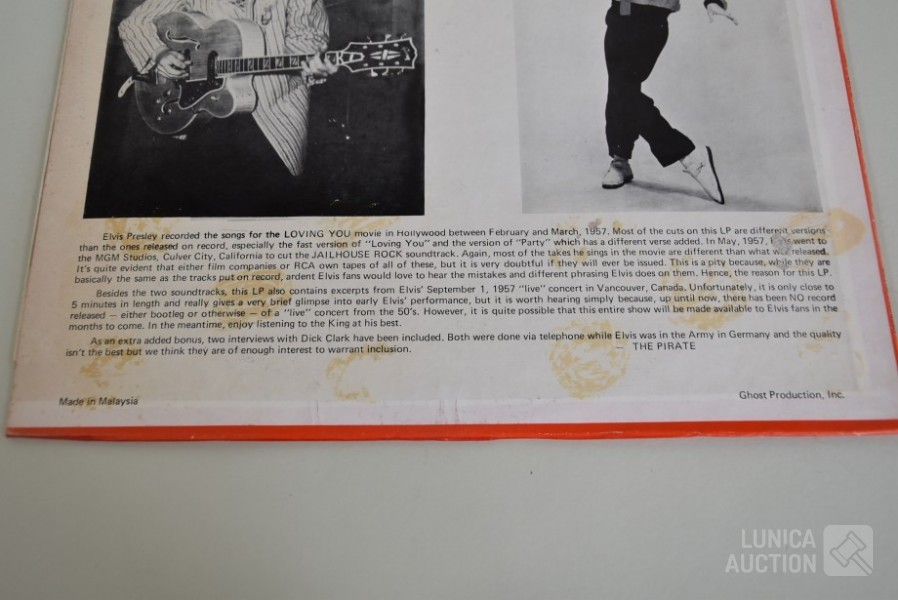 Elvis Presley recorded the songs for the LOVING YOU movie in Hollywood between February and March, 1957. Most of the cuts on this LP are different versions
than the ones released on record, especially the fast version of "Loving You" and the version of "Party" which has a different verse added. In May, 1957, went to
the MGM Studios, Culver City, California to cut the JAILHOUSE ROCK soundtrack. Again, most of the takes he sings in the movie are different than what was released.
It's quite evident that either film companies or RCA own tapes of all of these, but it is very doubtful if they will ever be issued. This is a pity because, while they are
basically the same as the tracks put on record, ardent Elvis fans would love to hear the mistakes and different phrasing Elvis does on them. Hence, the reason for this LP.
Besides the two soundtracks, this LP also contains excerpts from Elvis' September 1, 1957 "live" concert in Vancouver, Canada. Unfortunately, it is only close to
5 minutes in length and really gives a very brief glimpse into early Elvis' performance, but it is worth hearing simply because, up until now, there has been NO record
released — either bootleg or otherwise — of a "live" concert from the 50's. However, it is quite possible that this entire show will be made available to Elvis fans in the
months to come. In the meantime, enjoy listening to the King at his best.
As an extra added bonus, two interviews with Dick Clark have been included. Both were done via telephone while Elvis was in the Army in Germany and the quality
isn't the best but we think they are of enough interest to warrant inclusion.
— THE PIRATE
Made in Malaysia
Ghost Production, Inc.
LUNICA
AUCTION